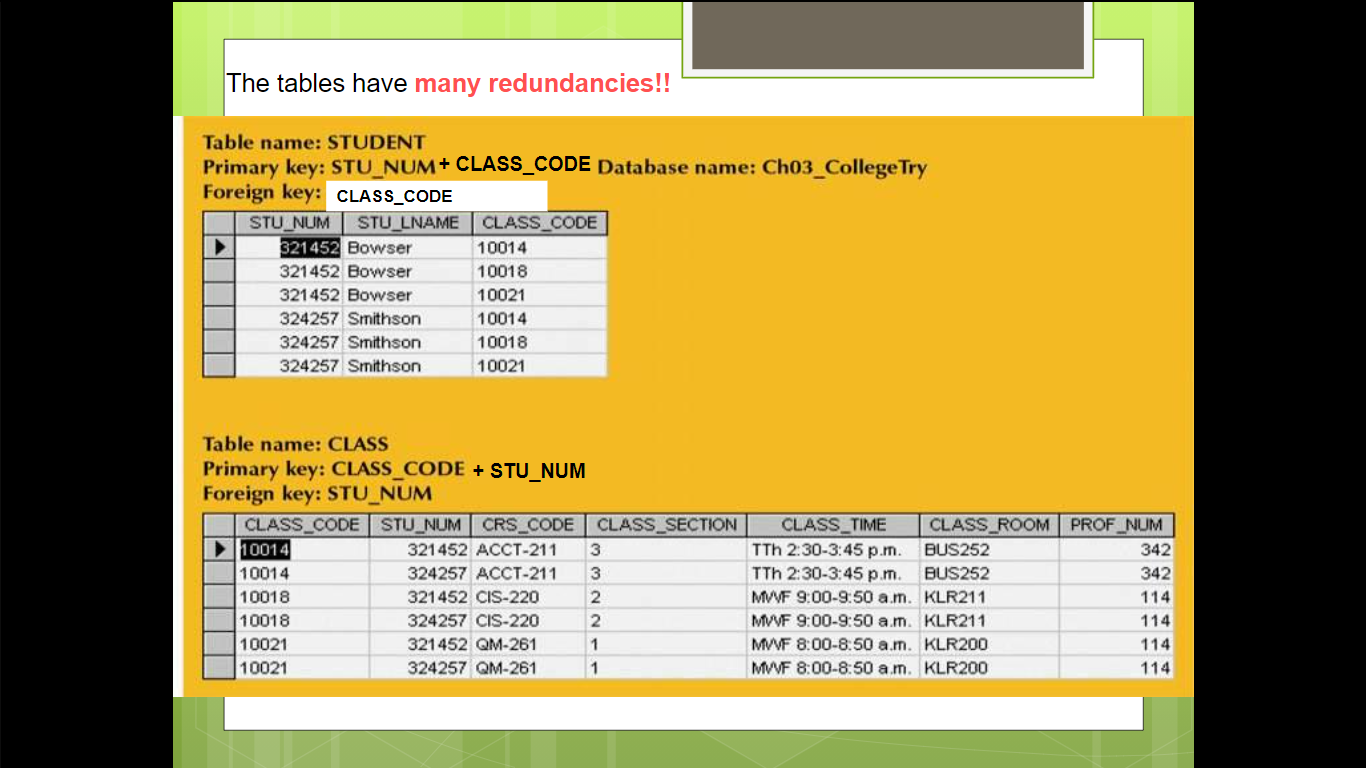 The tables have many redundancies!!
Table name: STUDENT
Primary key: STU_NUM + CLASS_CODE Database name: Ch03_CollegeTry
Foreign key: CLASS_CODE
STU_NUM STU_LNAME CLASS_CODE
321452 Bowser 10014
321452 Bowser 10018
321452 Bowser 10021
324257 Smithson 10014
324257 Smithson 10018
324257 Smithson 10021
Table name: CLASS
Primary key: CLASS_CODE + STU_NUM
Foreign key: STU_NUM
CLASS_CODE STU_NUM CRS_CODE CLASS_SECTION CLASS_TIME CLASS_ROOM PROF_NUM
10014 321452 ACCT-211 3 TTh 2:30-3:45 p.m. BUS252 342
10014 324257 ACCT-211 3 TTh 2:30-3:45 p.m. BUS252 342
10018 321452 CIS-220 2 MWF 9:00-9:50 a.m. KLR211 114
10018 324257 CIS-220 2 MWF 9:00-9:50 a.m. KLR211 114
10021 321452 QM-261 1 MWF 8:00-8:50 a.m. KLR200 114
10021 324257 QM-261 1 MWF 8:00-8:50 a.m. KLR200 114